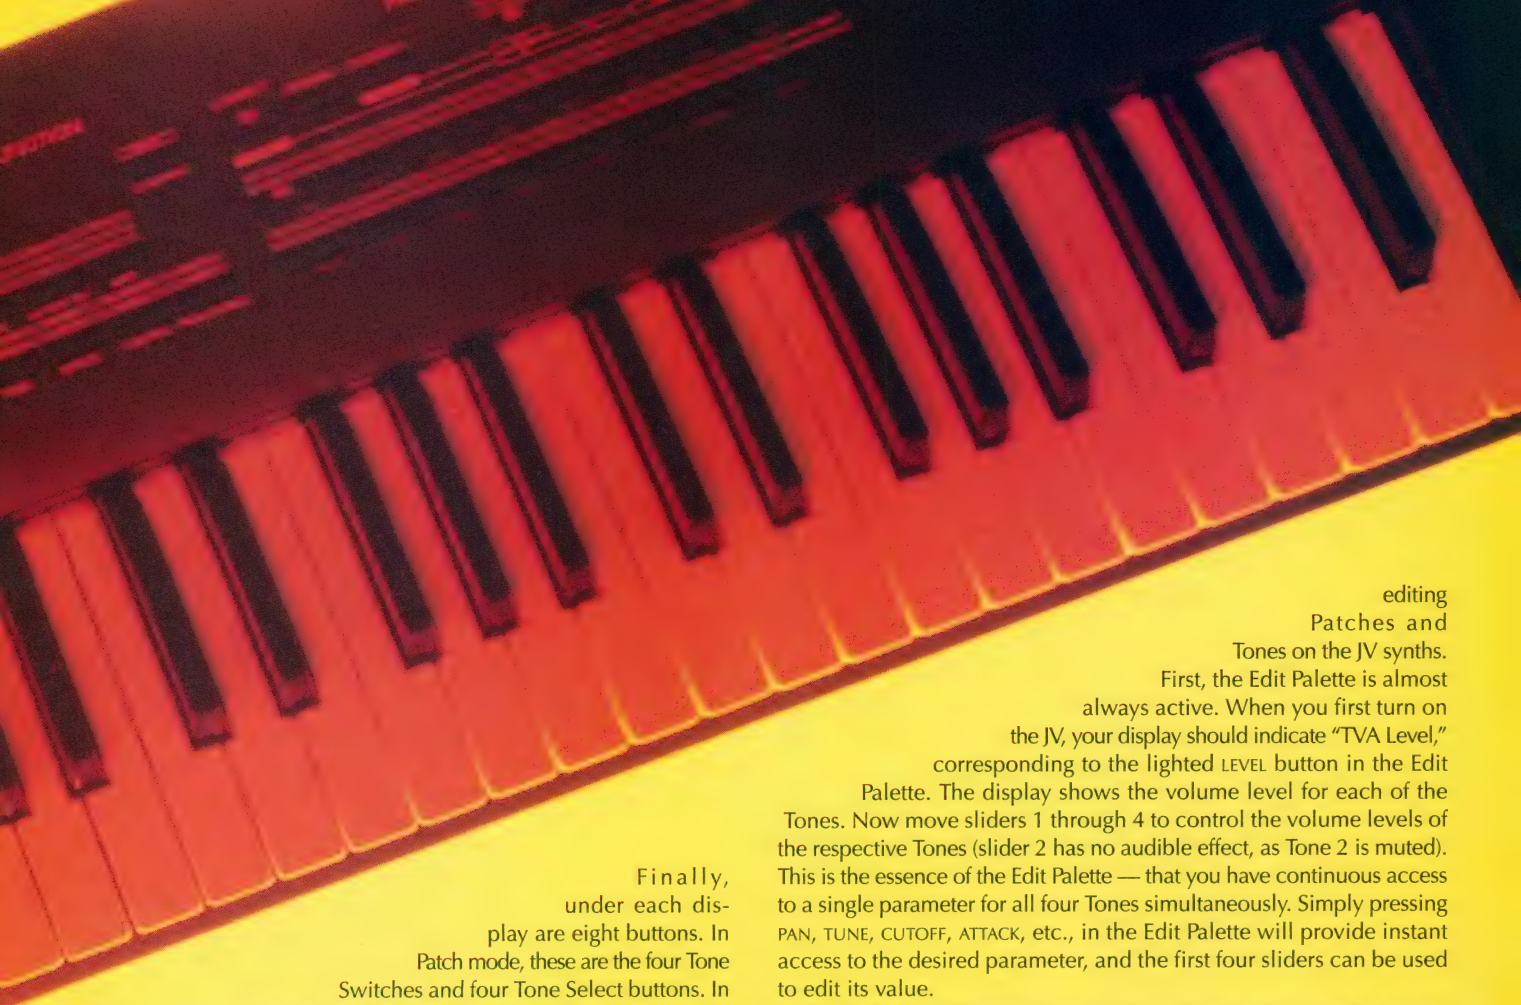 Finally,
under each dis-
play are eight buttons. In
Patch mode, these are the four Tone
Switches and four Tone Select buttons. In
editing
Patches and
Tones on the JV synths.
First, the Edit Palette is almost
always active. When you first turn on
the JV, your display should indicate “TVA Level,”
corresponding to the lighted LEVEL button in the Edit
Palette. The display shows the volume level for each of the
Tones. Now move sliders 1 through 4 to control the volume levels of
the respective Tones (slider 2 has no audible effect, as Tone 2 is muted).
This is the essence of the Edit Palette — that you have continuous access
to a single parameter for all four Tones simultaneously. Simply pressing
PAN, TUNE, CUTOFF, ATTACK, etc., in the Edit Palette will provide instant
access to the desired parameter, and the first four sliders can be used
to edit its value.